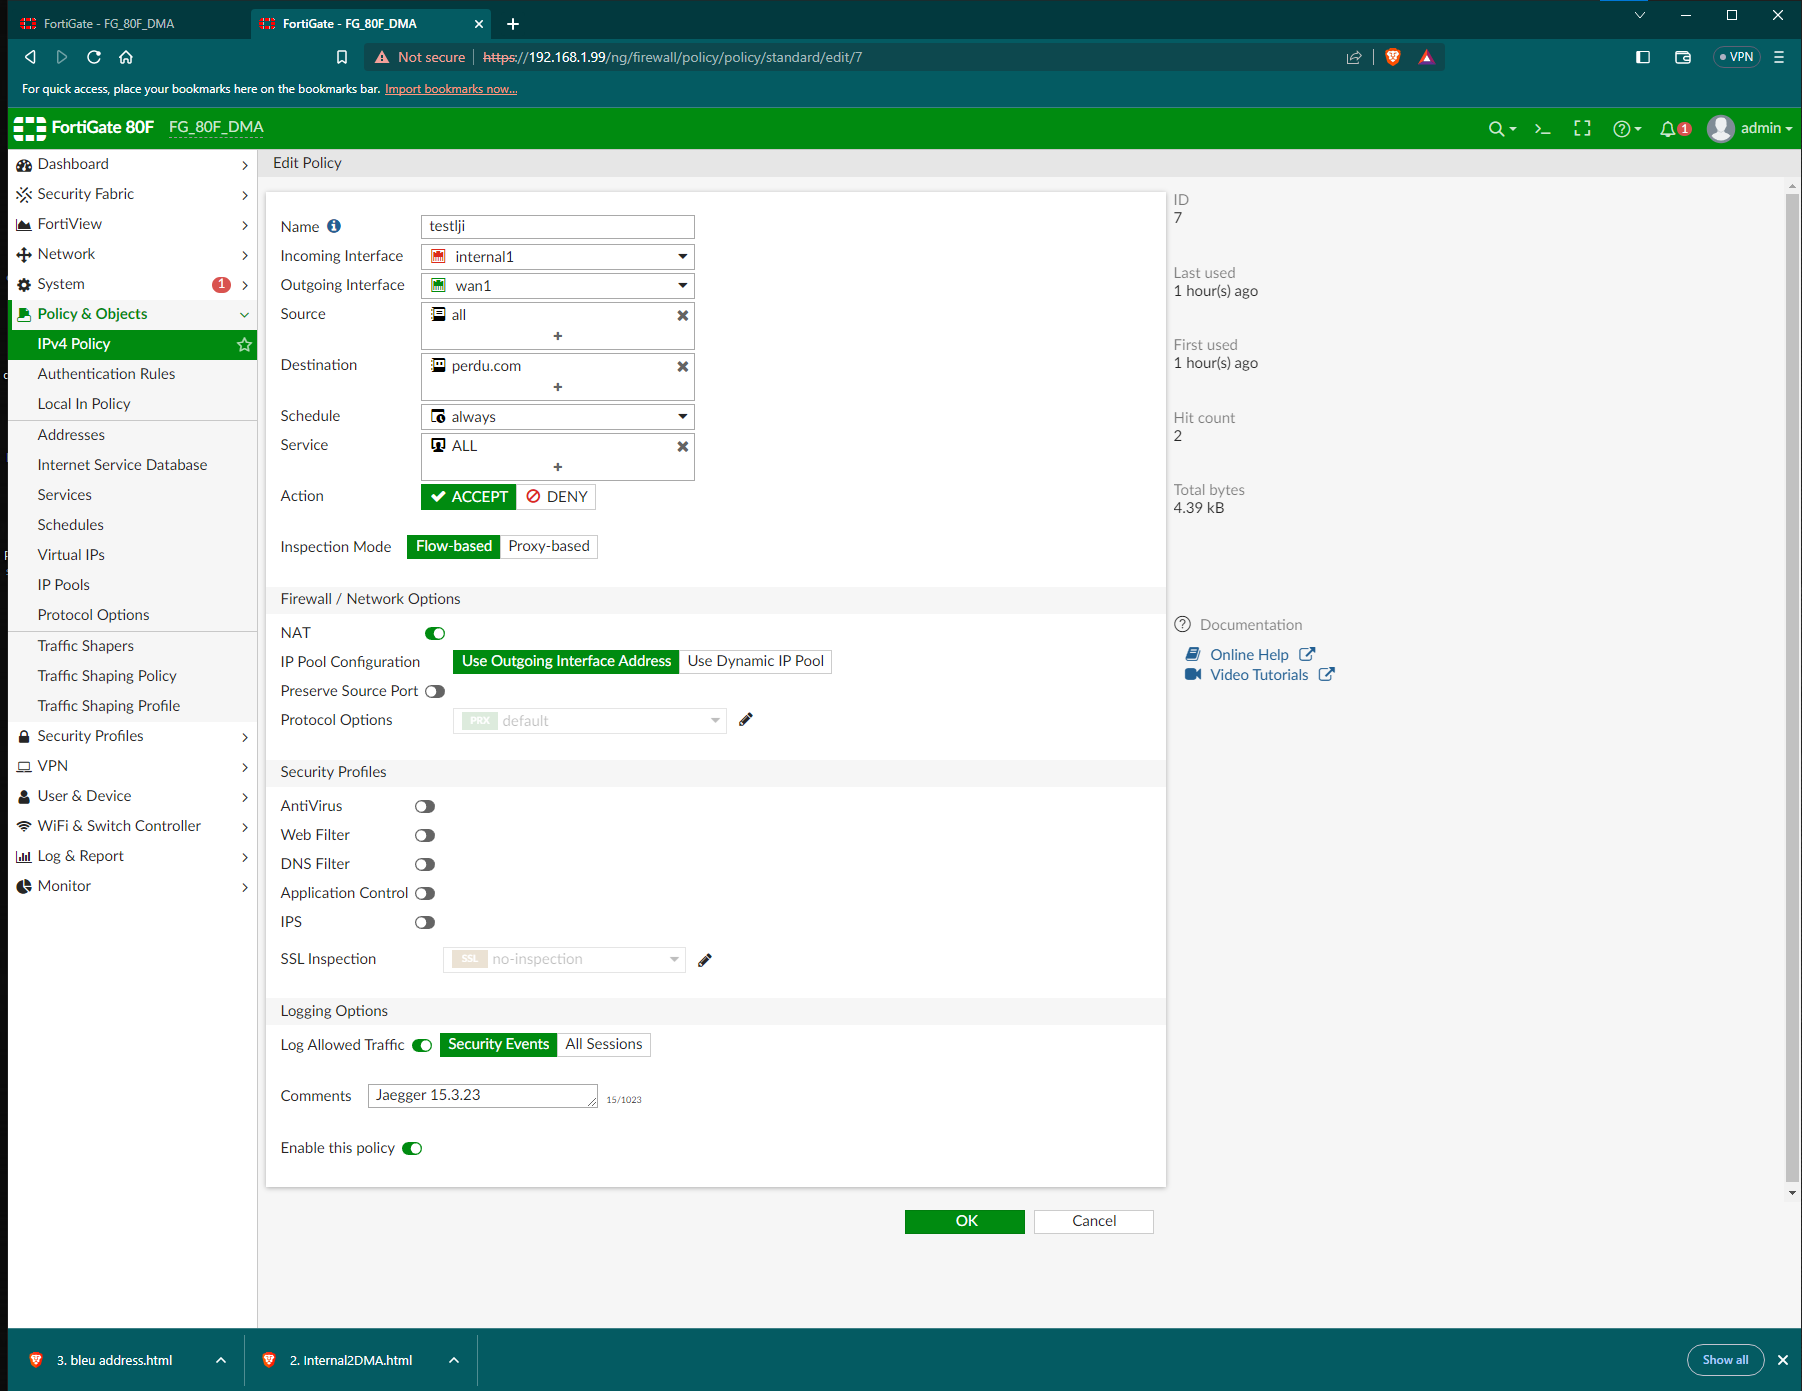 FortiGate - FG_80F_DMA
FortiGate - FG_80F_DMA
Not secure https://192.168.1.99/ng/firewall/policy/policy/standard/edit/7
VPN
For quick access, place your bookmarks here on the bookmarks bar. Import bookmarks now...
FortiGate 80F FG_80F_DMA
1 admin
Dashboard
Security Fabric
FortiView
Network
System 1
Policy & Objects
IPv4 Policy
Authentication Rules
Local In Policy
Addresses
Internet Service Database
Services
Schedules
Virtual IPs
IP Pools
Protocol Options
Traffic Shapers
Traffic Shaping Policy
Traffic Shaping Profile
Security Profiles
VPN
User & Device
WiFi & Switch Controller
Log & Report
Monitor
Edit Policy
Name testlji
Incoming Interface internal1
Outgoing Interface wan1
Source all
+
Destination perdu.com
+
Schedule always
Service ALL
+
Action ACCEPT DENY
Inspection Mode Flow-based Proxy-based
Firewall / Network Options
NAT
IP Pool Configuration Use Outgoing Interface Address Use Dynamic IP Pool
Preserve Source Port
Protocol Options PRX default
Security Profiles
AntiVirus
Web Filter
DNS Filter
Application Control
IPS
SSL Inspection SSL no-inspection
Logging Options
Log Allowed Traffic Security Events All Sessions
Comments Jaegger 15.3.23 15/1023
Enable this policy
OK Cancel
ID
7
Last used
1 hour(s) ago
First used
1 hour(s) ago
Hit count
2
Total bytes
4.39 kB
Documentation
Online Help
Video Tutorials
3. bleu address.html
2. Internal2DMA.html
Show all